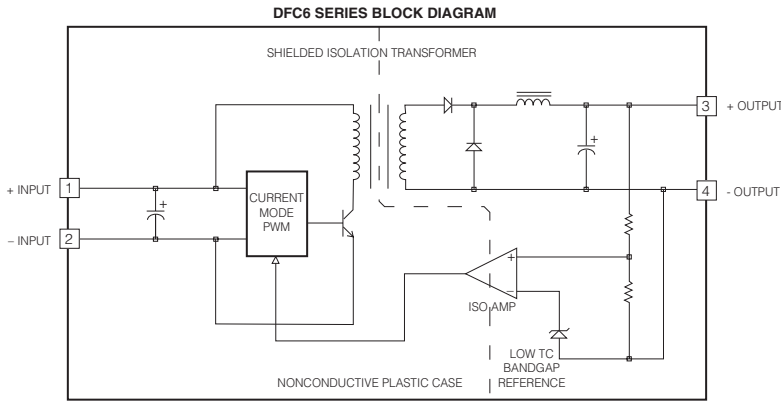 DFC6 SERIES BLOCK DIAGRAM
SHIELDED ISOLATION TRANSFORMER
3
+ OUTPUT
+
+ INPUT
1
+
CURRENT
MODE
PWM
4
- OUTPUT
– INPUT
2
+
–
ISO AMP
LOW TC
BANDGAP
REFERENCE
NONCONDUCTIVE PLASTIC CASE